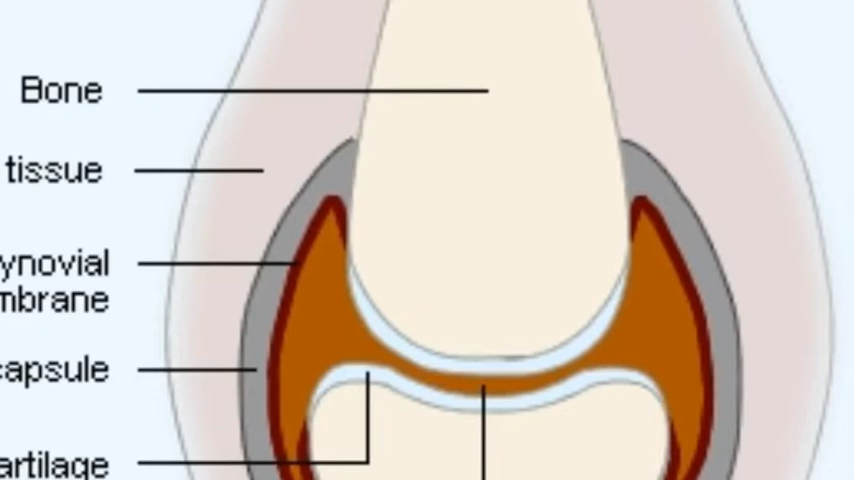 Bone
tissue
ynovial
mbrane
capsule
artilage